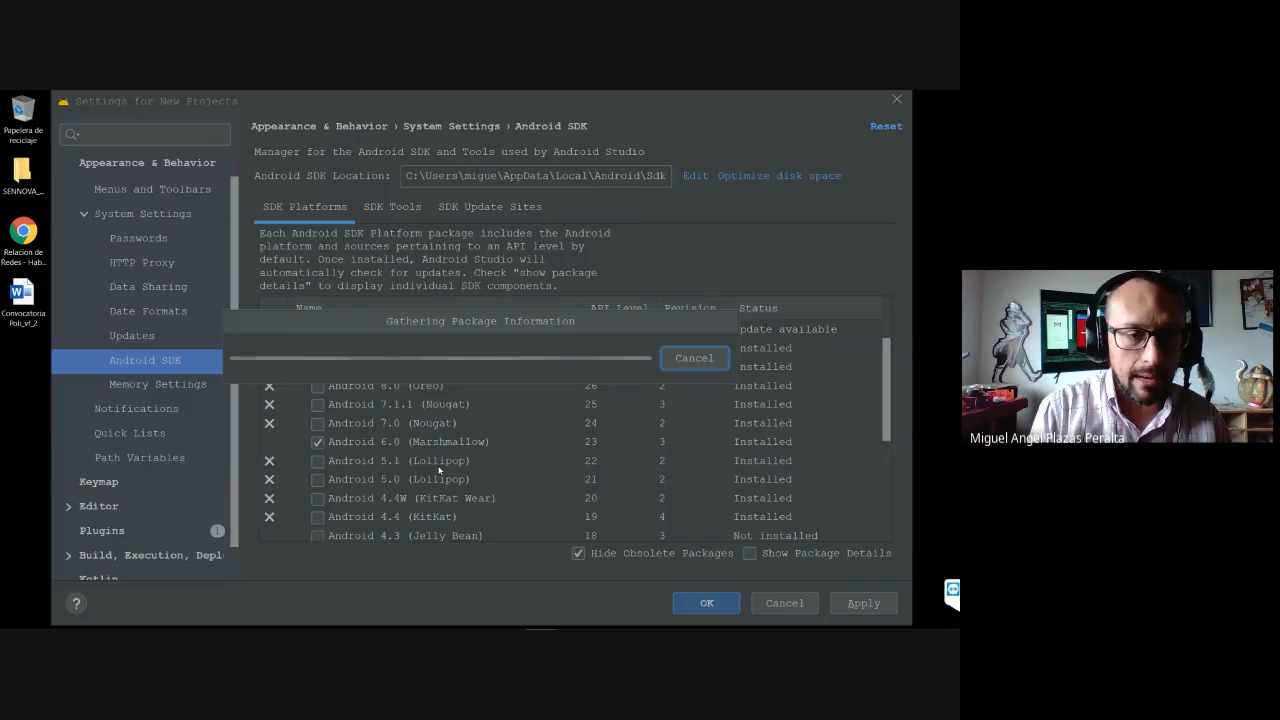 Papelera de
reciclaje
SENNOVA_...
Relacion de
Redes - Hab...
Convocatoria
Poli_vf_2
Settings for New Projects
Appearance & Behavior
Menus and Toolbars
System Settings
Passwords
HTTP Proxy
Data Sharing
Date Formats
Updates
Android SDK
Memory Settings
Notifications
Quick Lists
Path Variables
Keymap
Editor
Plugins 1
Build, Execution, Depl
Kotlin
Appearance & Behavior › System Settings › Android SDK Reset
Manager for the Android SDK and Tools used by Android Studio
Android SDK Location: C:\Users\migue\AppData\Local\Android\Sdk Edit Optimize disk space
SDK Platforms SDK Tools SDK Update Sites
Each Android SDK Platform package includes the Android
platform and sources pertaining to an API level by
default. Once installed, Android Studio will
automatically check for updates. Check "show package
details" to display individual SDK components.
Name API Level Revision Status
pdate available
Gathering Package Information
nstalled
Cancel
nstalled
Android 8.0 (Oreo) 26 2 Installed
Android 7.1.1 (Nougat) 25 3 Installed
Android 7.0 (Nougat) 24 2 Installed
Android 6.0 (Marshmallow) 23 3 Installed
Android 5.1 (Lollipop) 22 2 Installed
Android 5.0 (Lollipop) 21 2 Installed
Android 4.4W (KitKat Wear) 20 2 Installed
Android 4.4 (KitKat) 19 4 Installed
Android 4.3 (Jelly Bean) 18 3 Not installed
Hide Obsolete Packages Show Package Details
? OK Cancel Apply
Miguel Angel Plazas Peralta